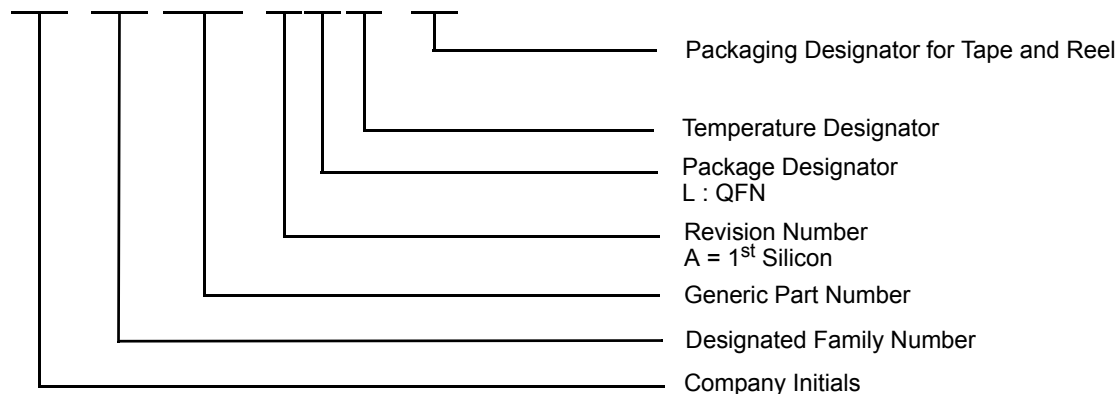 Packaging Designator for Tape and Reel
Temperature Designator
Package Designator
L : QFN
Revision Number
A = 1st Silicon
Generic Part Number
Designated Family Number
Company Initials